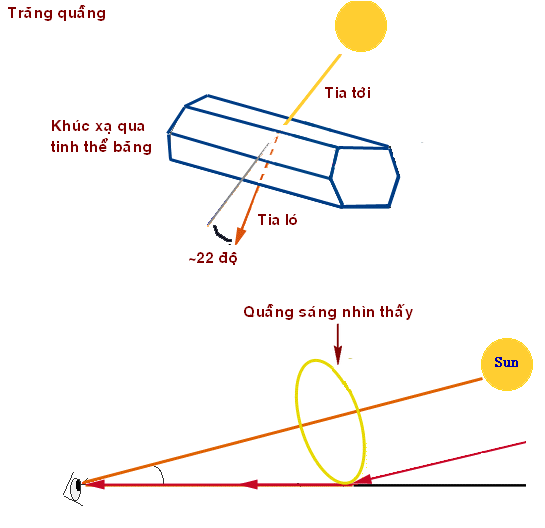 Trăng quầng
Tia tới
Khúc xạ qua
tinh thể băng
Tia ló
~22 độ
Quầng sáng nhìn thấy
Sun